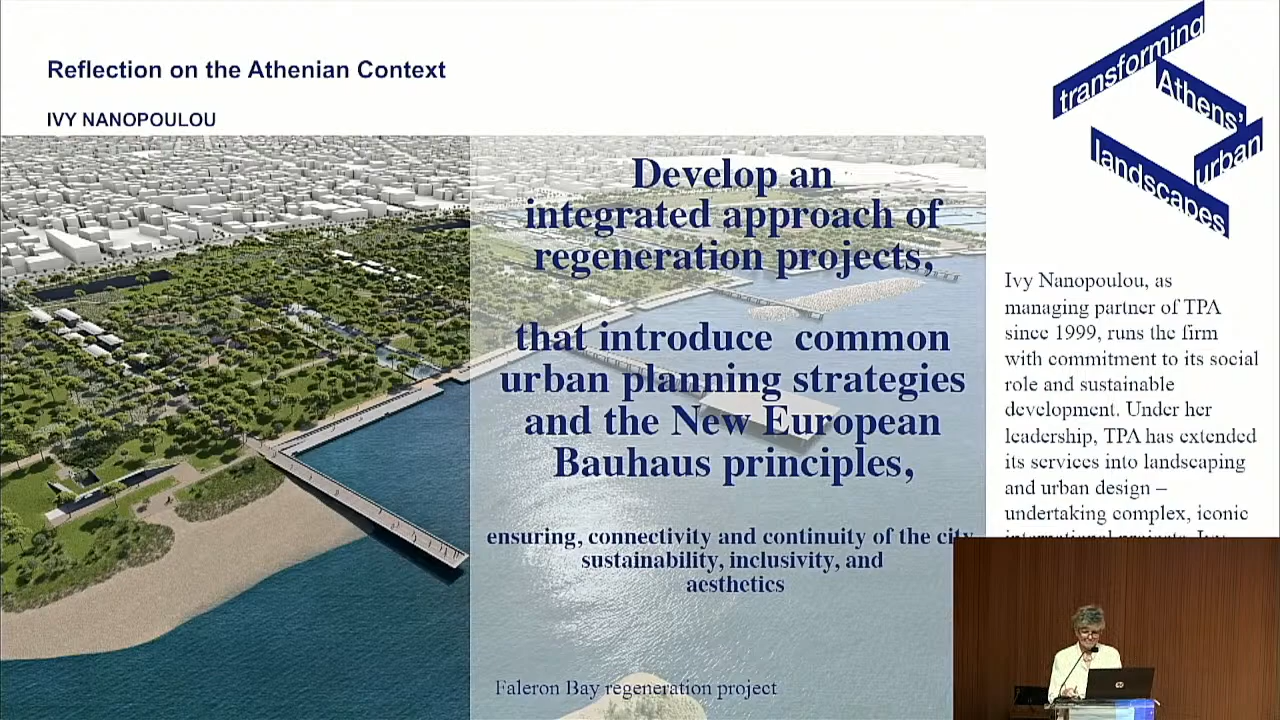 Reflection on the Athenian Context
IVY NANOPOULOU
transforming
Athens'
urban
landscapes
Develop an
integrated approach of
regeneration projects,
that introduce common
urban planning strategies
and the New European
Bauhaus principles,
ensuring, connectivity and continuity of the city
sustainability, inclusivity, and
aesthetics
Faleron Bay regeneration project
Ivy Nanopoulou, as
managing partner of TPA
since 1999, runs the firm
with commitment to its social
role and sustainable
development. Under her
leadership, TPA has extended
its services into landscaping
and urban design –
undertaking complex, iconic